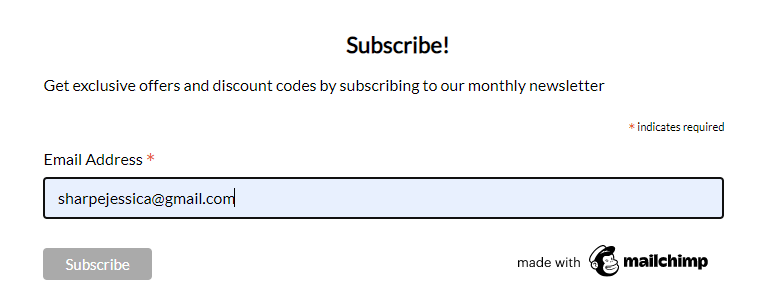 Subscribe!
Get exclusive offers and discount codes by subscribing to our monthly newsletter
* indicates required
Email Address *
sharpejessica@gmail.com
Subscribe
made with mailchimp